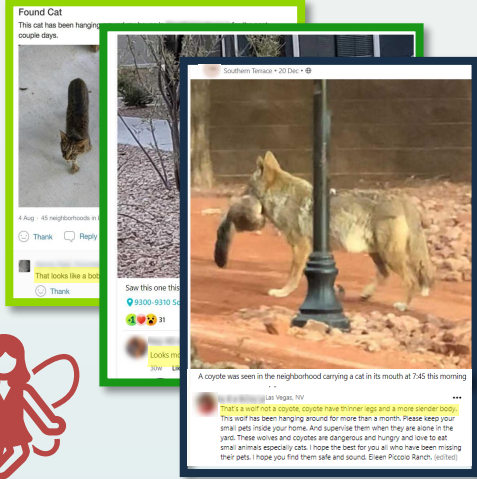 Found Cat
This cat has been hanging
couple days.
4 Aug · 45 neighborhoods in
Thank Reply
That looks like a bob
Thank
Saw this one this
9300-9310 So
31
Looks mo
30w Lik
Southern Terrace • 20 Dec •
A coyote was seen in the neighborhood carrying a cat in its mouth at 7:45 this morning
Las Vegas, NV
That's a wolf not a coyote, coyote have thinner legs and a more slender body.
This wolf has been hanging around for more than a month. Please keep your
small pets inside your home. And supervise them when they are alone in the
yard. These wolves and coyotes are dangerous and hungry and love to eat
small animals especially cats. I hope the best for you all who have been missing
their pets. I hope you find them safe and sound. Eileen Piccolo Ranch. (edited)